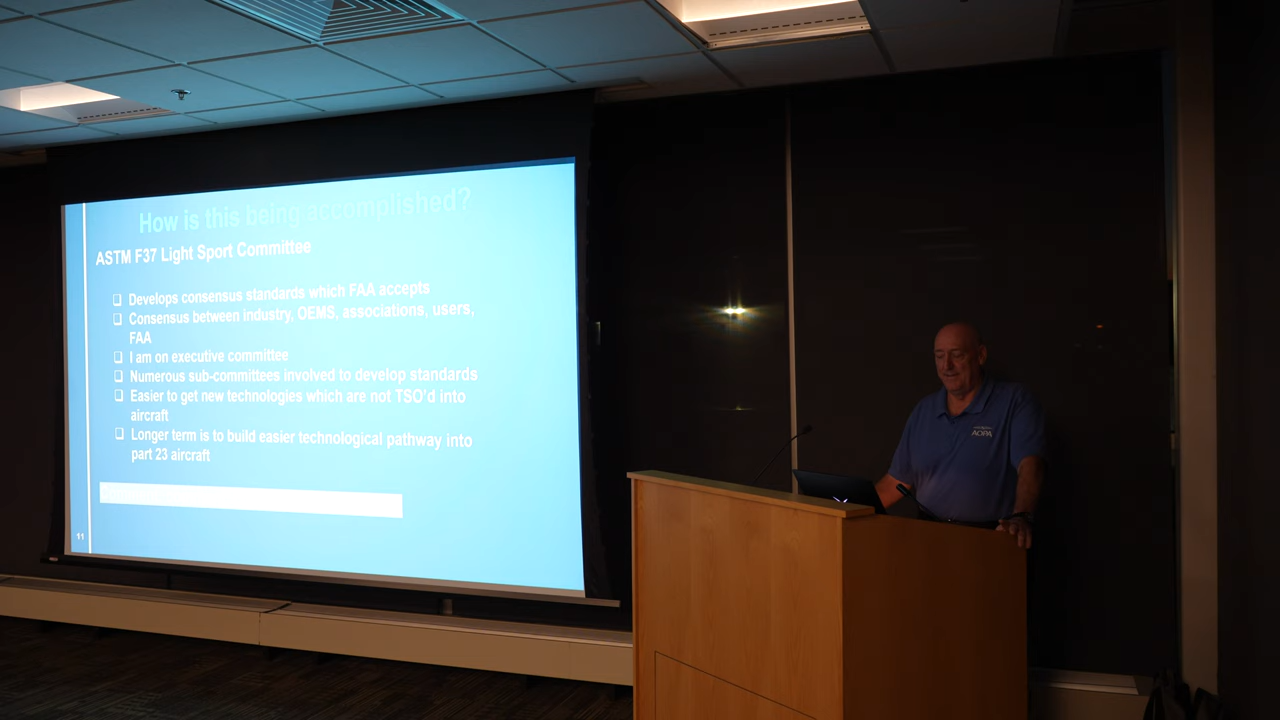 How is this being accomplished?
ASTM F37 Light Sport Committee
❑ Develops consensus standards which FAA accepts
❑ Consensus between industry, OEMS, associations, users,
FAA
❑ I am on executive committee
❑ Numerous sub-committees involved to develop standards
❑ Easier to get new technologies which are not TSO'd into
aircraft
❑ Longer term is to build easier technological pathway into
part 23 aircraft
11
AOPA